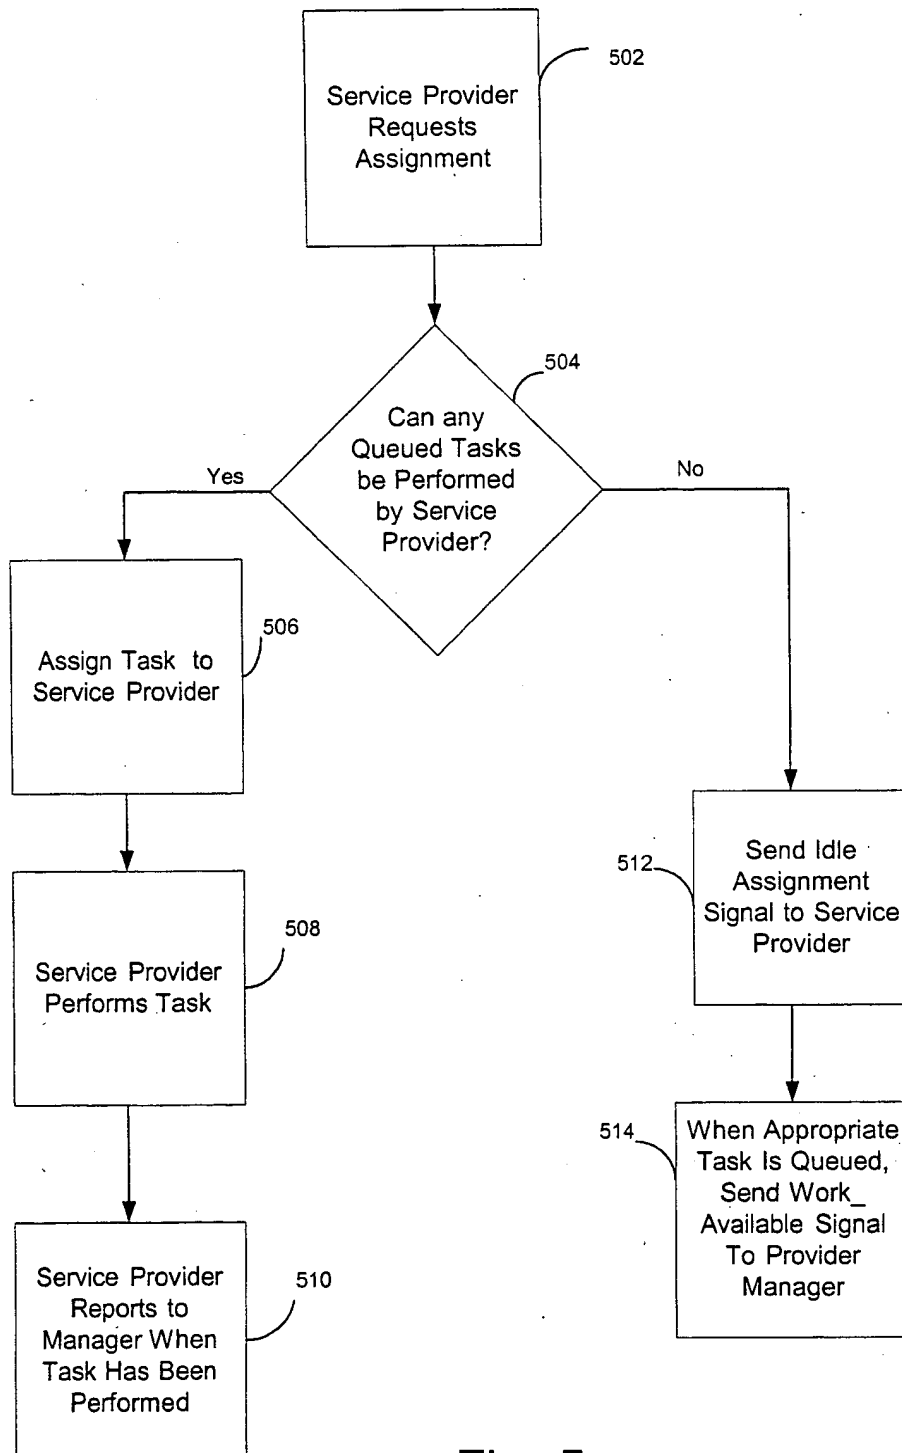 502
Service Provider
Requests
Assignment
504
Can any
Queued Tasks
be Performed
by Service
Provider?
Yes
No
506
Assign Task to
Service Provider
508
Service Provider
Performs Task
510
Service Provider
Reports to
Manager When
Task Has Been
Performed
512
Send Idle
Assignment
Signal to Service
Provider
514
When Appropriate
Task Is Queued,
Send Work_
Available Signal
To Provider
Manager